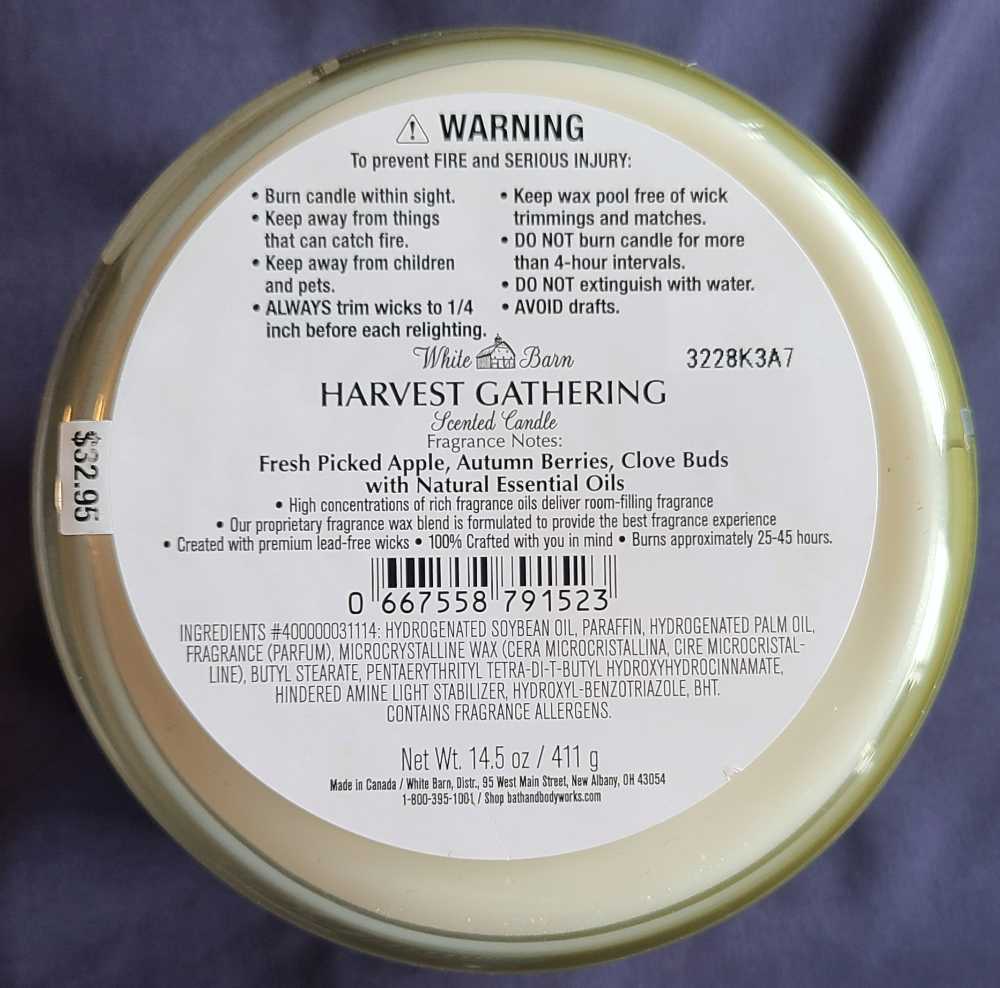 WARNING
To prevent FIRE and SERIOUS INJURY:
• Burn candle within sight.
• Keep away from things
that can catch fire.
• Keep away from children
and pets.
• ALWAYS trim wicks to 1/4
inch before each relighting.
• Keep wax pool free of wick
trimmings and matches.
• DO NOT burn candle for more
than 4-hour intervals.
• DO NOT extinguish with water.
• AVOID drafts.
White Barn
3228K3A7
HARVEST GATHERING
Scented Candle
Fragrance Notes:
Fresh Picked Apple, Autumn Berries, Clove Buds
with Natural Essential Oils
• High concentrations of rich fragrance oils deliver room-filling fragrance
• Our proprietary fragrance wax blend is formulated to provide the best fragrance experience
• Created with premium lead-free wicks • 100% Crafted with you in mind • Burns approximately 25-45 hours.
$32.95
0 667558 791523
INGREDIENTS #400000031114: HYDROGENATED SOYBEAN OIL, PARAFFIN, HYDROGENATED PALM OIL,
FRAGRANCE (PARFUM), MICROCRYSTALLINE WAX (CERA MICROCRISTALLINA, CIRE MICROCRISTAL-
LINE), BUTYL STEARATE, PENTAERYTHRITYL TETRA-DI-T-BUTYL HYDROXYHYDROCINNAMATE,
HINDERED AMINE LIGHT STABILIZER, HYDROXYL-BENZOTRIAZOLE, BHT.
CONTAINS FRAGRANCE ALLERGENS.
Net Wt. 14.5 oz / 411 g
Made in Canada / White Barn, Distr., 95 West Main Street, New Albany, OH 43054
1-800-395-1001 / Shop bathandbodyworks.com